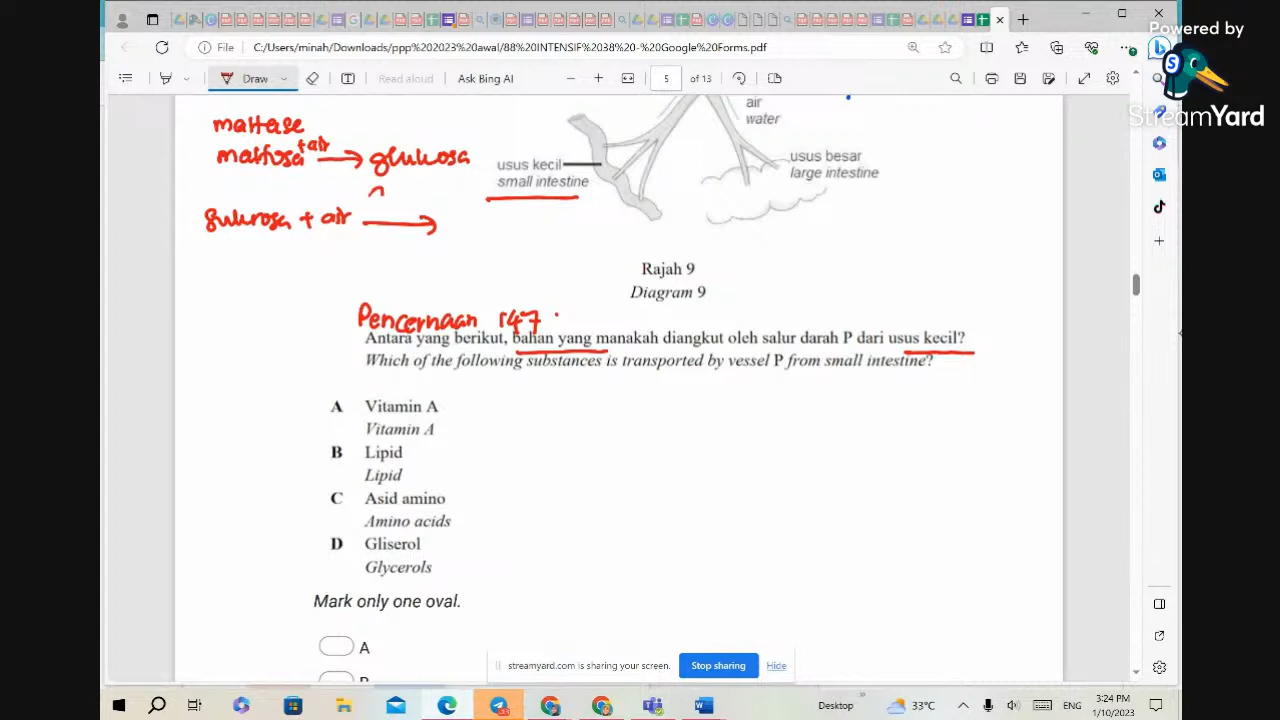 Powered by
StreamYard
File C:/Users/minah/Downloads/ppp%202023%20awal/88%20INTENSIF%2038%20-%20Google%20Forms.pdf
Draw Read aloud Ask Bing AI 5 of 13
air
water
usus kecil
small intestine
usus besar
large intestine
maltase
maltosa + air → glukosa
sukrosa + air →
Rajah 9
Diagram 9
Pencernaan 147
Antara yang berikut, bahan yang manakah diangkut oleh salur darah P dari usus kecil?
Which of the following substances is transported by vessel P from small intestine?
A Vitamin A
Vitamin A
B Lipid
Lipid
C Asid amino
Amino acids
D Gliserol
Glycerols
Mark only one oval.
A
streamyard.com is sharing your screen. Stop sharing Hide
Desktop 33°C ENG 3:24 PM
1/10/2023